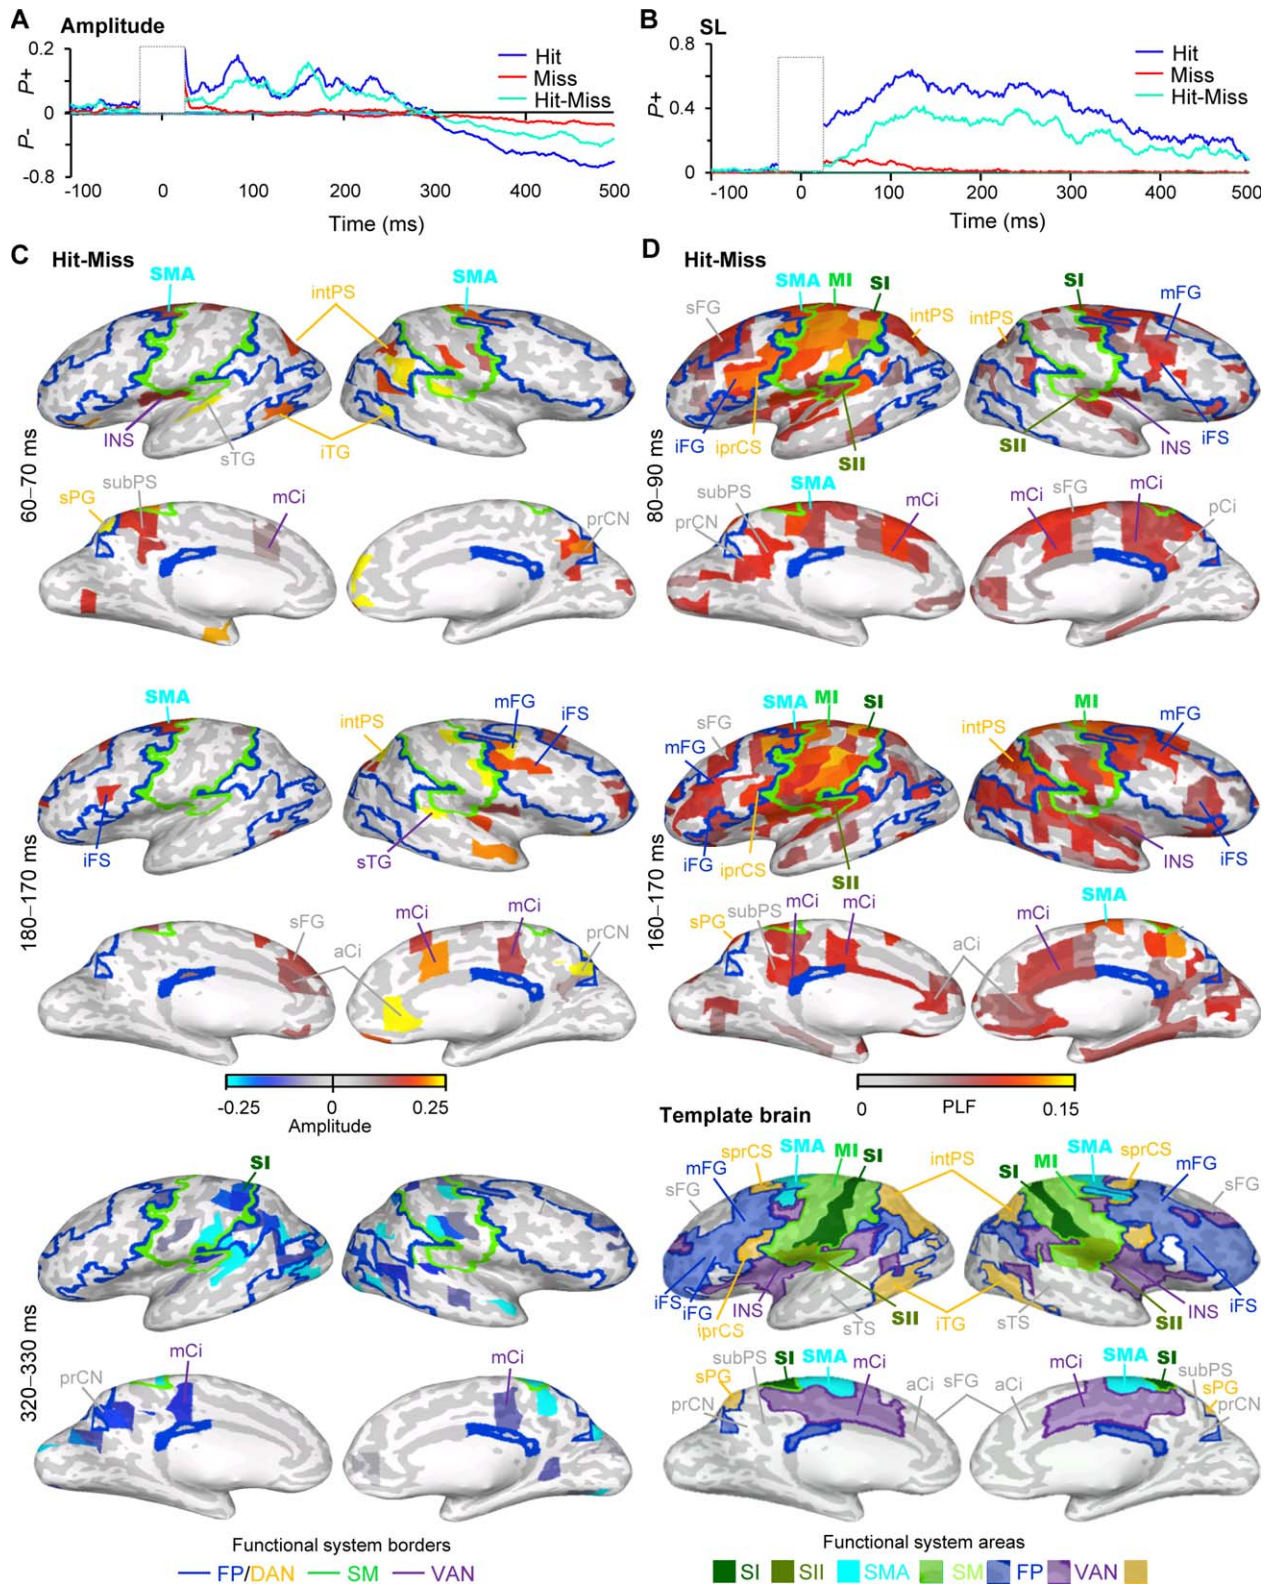 A Amplitude
0.2
P+
0
P-
-0.8
Hit
Miss
Hit-Miss
-100 0 100 200 300 400 500
Time (ms)
B SL
0.8
P+
0.4
0
Hit
Miss
Hit-Miss
-100 0 100 200 300 400 500
Time (ms)
C Hit-Miss
60–70 ms
SMA SMA
intPS
INS sTG iTG
sPG subPS mCi prCN
180–170 ms
SMA intPS mFG iFS
iFS sTG
sFG aCi mCi mCi prCN
-0.25 0 0.25
Amplitude
320–330 ms
SI
prCN mCi mCi
Functional system borders
FP/DAN SM VAN
D Hit-Miss
80–90 ms
sFG SMA MI SI intPS intPS SI mFG
iFG iprCS SII SII INS iFS
prCN subPS SMA mCi mCi sFG mCi pCi
160–170 ms
mFG sFG SMA MI SI intPS MI mFG
iFG iprCS SII INS iFS
sPG subPS mCi mCi aCi mCi SMA
0 PLF 0.15
Template brain
sFG mFG sprCS SMA MI SI intPS SI MI SMA sprCS mFG sFG
iFS iFG iprCS INS sTS SII iTG sTS SII INS iFS
prCN sPG subPS SI SMA mCi aCi sFG aCi mCi SMA SI subPS sPG prCN
Functional system areas
SI SII SMA SM FP VAN